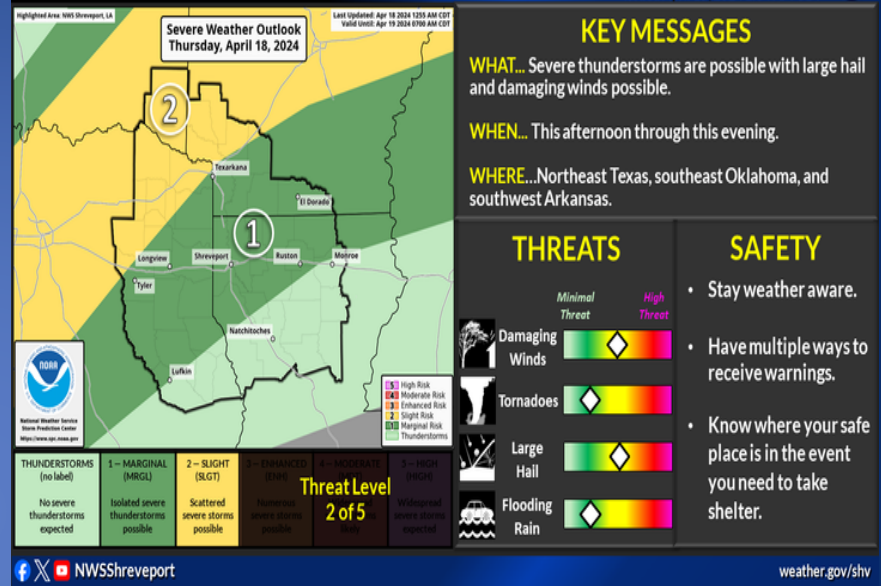 Highlighted Area: NWS Shreveport, LA
Severe Weather Outlook
Thursday, April 18, 2024
Last Updated: Apr 18 2024 1255 AM CDT
Valid Until: Apr 19 2024 0700 AM CDT
2
Texarkana
El Dorado
1
Longview
Shreveport
Ruston
Monroe
Tyler
Natchitoches
Lufkin
NOAA
National Weather Service
Storm Prediction Center
https://www.spc.noaa.gov
5 High Risk
4 Moderate Risk
3 Enhanced Risk
2 Slight Risk
1 Marginal Risk
Thunderstorms
THUNDERSTORMS
(no label)
No severe
thunderstorms
expected
1 – MARGINAL
(MRGL)
Isolated severe
thunderstorms
possible
2 – SLIGHT
(SLGT)
Scattered
severe storms
possible
3 – ENHANCED
(ENH)
Numerous
severe storms
possible
4 – MODERATE
likely
5 – HIGH
(HIGH)
Widespread
severe storms
expected
Threat Level
2 of 5
KEY MESSAGES
WHAT... Severe thunderstorms are possible with large hail
and damaging winds possible.
WHEN... This afternoon through this evening.
WHERE...Northeast Texas, southeast Oklahoma, and
southwest Arkansas.
THREATS
Minimal
Threat
High
Threat
Damaging
Winds
Tornadoes
Large
Hail
Flooding
Rain
SAFETY
• Stay weather aware.
• Have multiple ways to
receive warnings.
• Know where your safe
place is in the event
you need to take
shelter.
NWSShreveport
weather.gov/shv